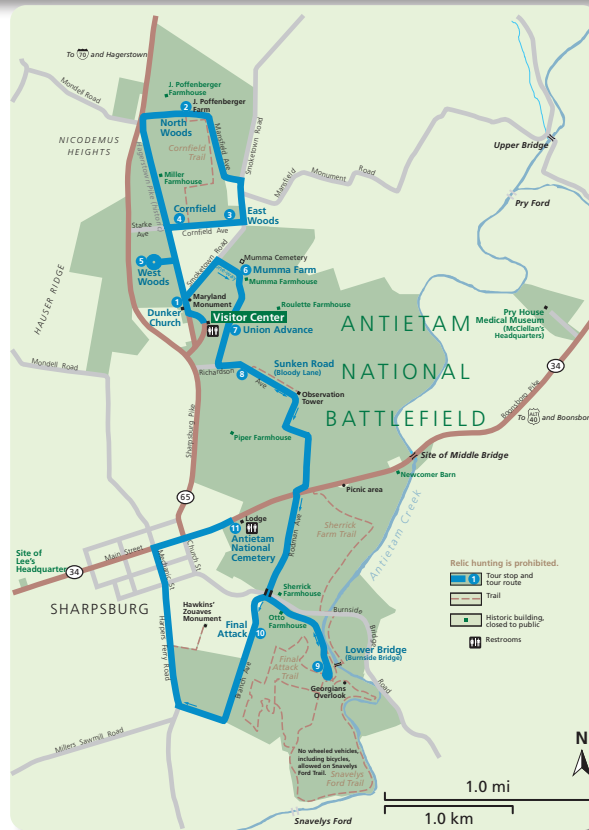 To 70 and Hagerstown
Mondell Road
J. Poffenberger
Farmhouse
2
J. Poffenberger
Farm
North
Woods
Mansfield Ave
Smoketown Road
NICODEMUS
HEIGHTS
Cornfield
Trail
Miller
Farmhouse
Mansfield
Monument
Road
Upper Bridge
Pry Ford
Cornfield
4
3
East
Woods
Starke
Ave
Cornfield Ave
Smoketown Road
5
West
Woods
Mumma Cemetery
6
Mumma Farm
Mumma Farmhouse
HAUSER RIDGE
1
Maryland
Monument
Dunker
Church
Visitor Center
Roulette Farmhouse
7
Union Advance
ANTIETAM
NATIONAL
BATTLEFIELD
Pry House
Medical Museum
(McClellan's
Headquarters)
Mondell Road
Richardson
Ave
8
Sunken Road
(Bloody Lane)
Observation
Tower
34
Boonsboro Pike
To ALT 40 and Boonsbor
Sharpsburg Pike
Piper Farmhouse
Site of Middle Bridge
Newcomer Barn
Picnic area
65
Antietam Creek
Rodman Ave
Sherrick
Farm Trail
Lodge
11
Antietam
National
Cemetery
Main Street
Church St
Mechanic St
Site of
Lee's
Headquarters
34
SHARPSBURG
Relic hunting is prohibited.
1
Tour stop and
tour route
Trail
Historic building,
closed to public
Restrooms
Sherrick
Farmhouse
Burnside
Bridge
Road
Hawkins'
Zouaves
Monument
Final
Attack
10
Otto
Farmhouse
Harpers Ferry Road
Branch Ave
Final
Attack
Trail
9
Lower Bridge
(Burnside Bridge)
Georgians
Overlook
Millers Sawmill Road
No wheeled vehicles,
including bicycles,
allowed on Snavelys
Ford Trail.
Snavelys
Ford Trail
Snavelys Ford
N
1.0 mi
1.0 km